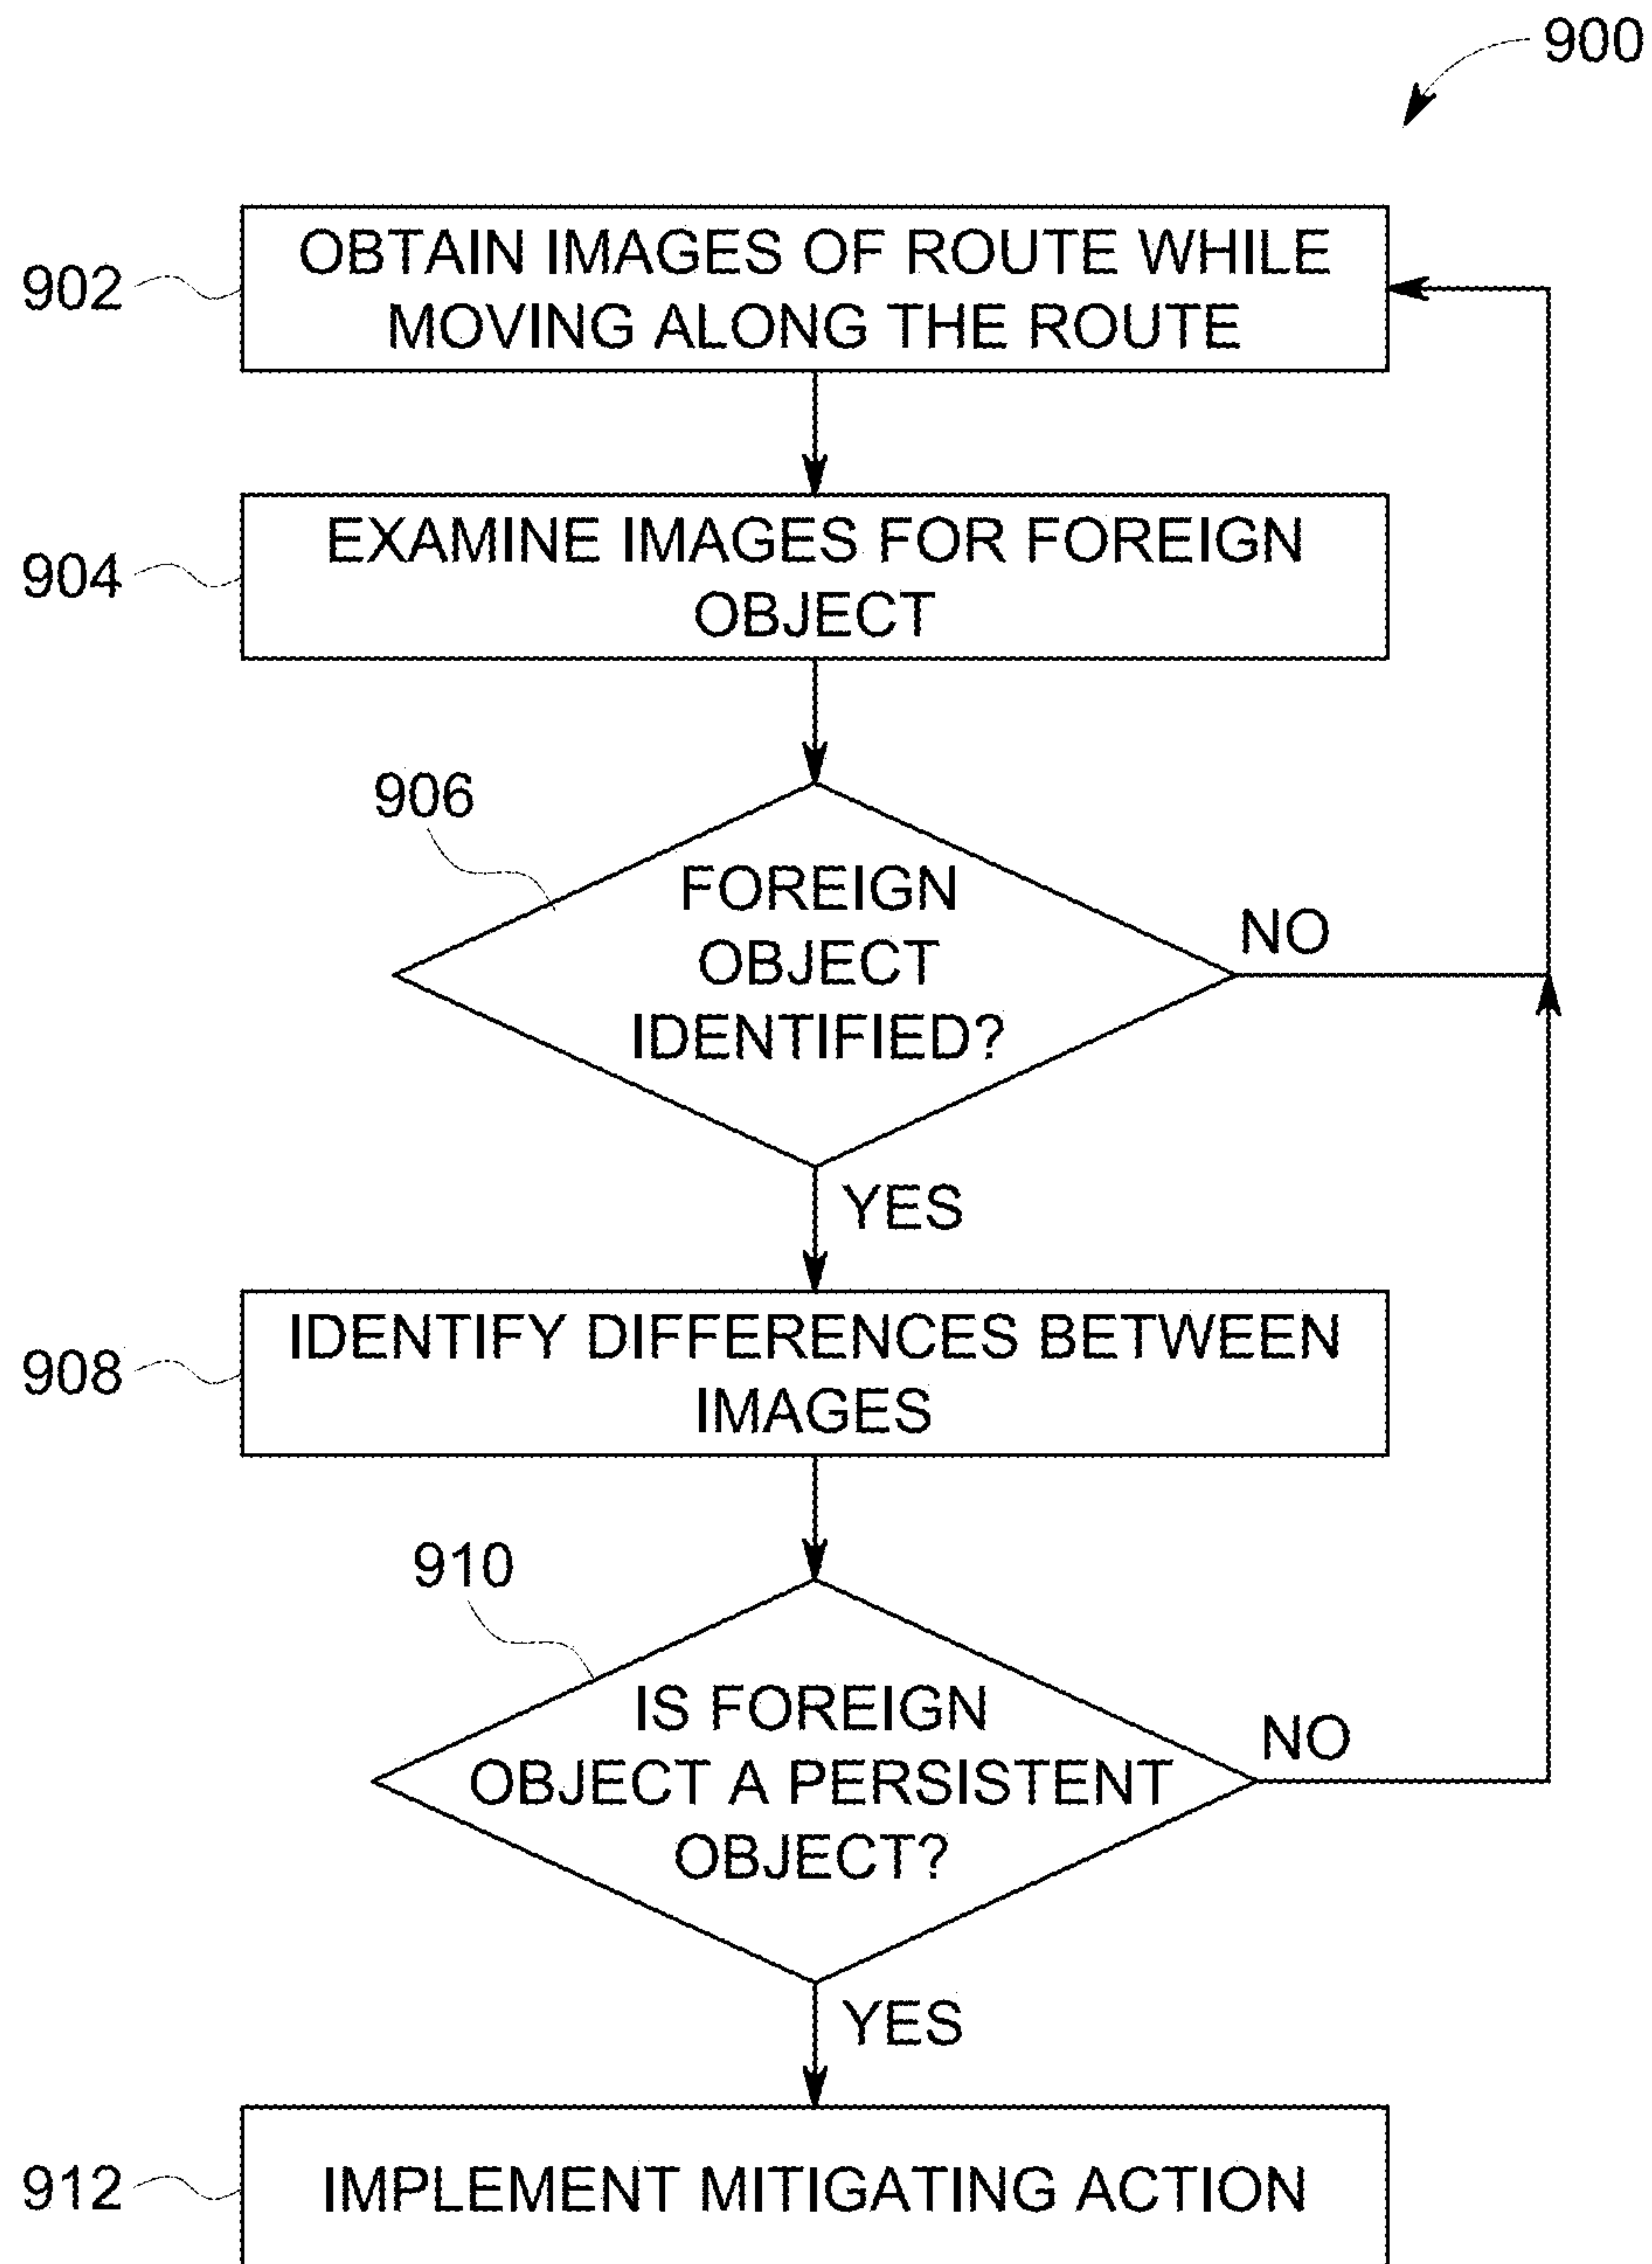 900
902
OBTAIN IMAGES OF ROUTE WHILE
MOVING ALONG THE ROUTE
904
EXAMINE IMAGES FOR FOREIGN
OBJECT
906
FOREIGN
OBJECT
IDENTIFIED?
NO
YES
908
IDENTIFY DIFFERENCES BETWEEN
IMAGES
910
IS FOREIGN
OBJECT A PERSISTENT
OBJECT?
NO
YES
912
IMPLEMENT MITIGATING ACTION